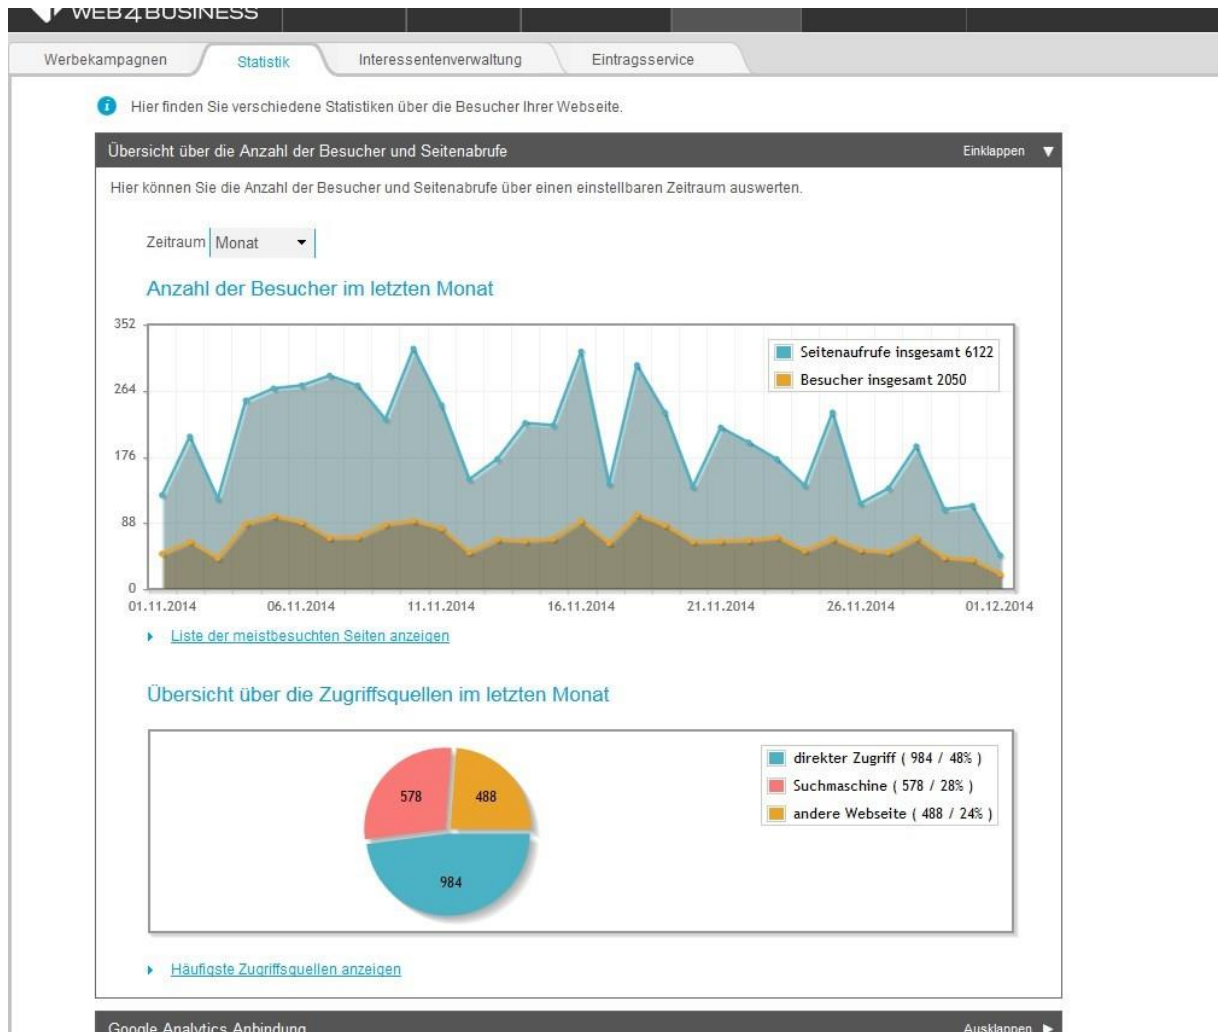 WEB4BUSINESS
Werbekampagnen Statistik Interessentenverwaltung Eintragsservice
Hier finden Sie verschiedene Statistiken über die Besucher Ihrer Webseite.
Übersicht über die Anzahl der Besucher und Seitenabrufe Einklappen
Hier können Sie die Anzahl der Besucher und Seitenabrufe über einen einstellbaren Zeitraum auswerten.
Zeitraum Monat
Anzahl der Besucher im letzten Monat
352
Seitenaufrufe insgesamt 6122
Besucher insgesamt 2050
264
176
88
0
01.11.2014 06.11.2014 11.11.2014 16.11.2014 21.11.2014 26.11.2014 01.12.2014
Liste der meistbesuchten Seiten anzeigen
Übersicht über die Zugriffsquellen im letzten Monat
direkter Zugriff ( 984 / 48% )
Suchmaschine ( 578 / 28% )
andere Webseite ( 488 / 24% )
578 488
984
Häufigste Zugriffsquellen anzeigen
Google Analytics Anbindung Ausklappen